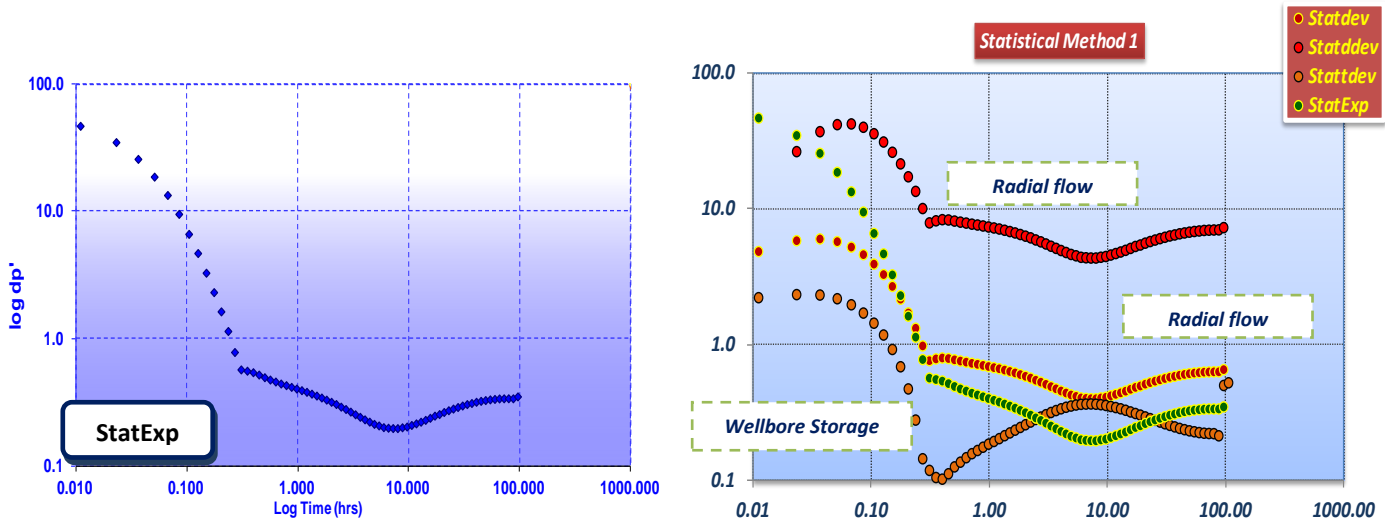 100.0
10.0
1.0
0.1
log dp'
StatExp
0.010
0.100
1.000
10.000
100.000
1000.000
Log Time (hrs)
Statistical Method 1
Statdev
Statddev
Stattdev
StatExp
100.0
10.0
1.0
0.1
Radial flow
Radial flow
Wellbore Storage
0.01
0.10
1.00
10.00
100.00
1000.00